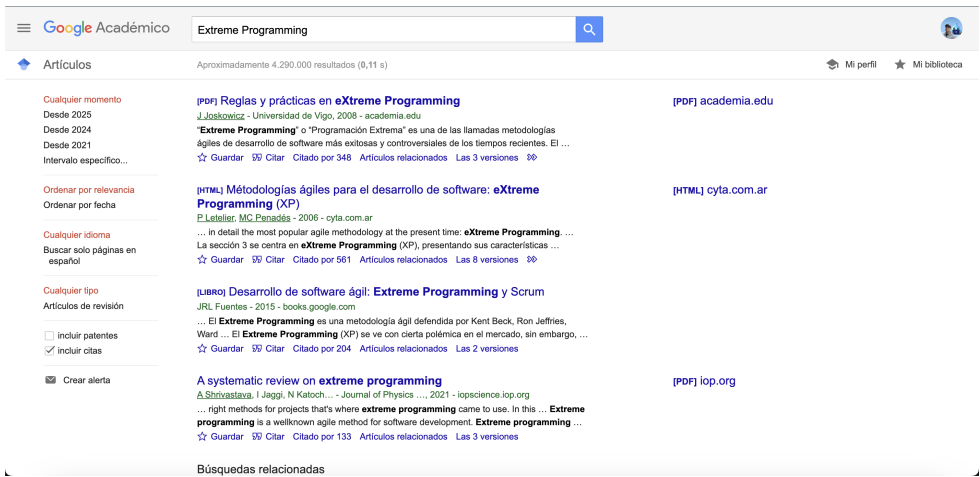 Google Académico
Extreme Programming
Artículos
Aproximadamente 4.290.000 resultados (0,11 s)
Mi perfil
Mi biblioteca
Cualquier momento
Desde 2025
Desde 2024
Desde 2021
Intervalo específico...
Ordenar por relevancia
Ordenar por fecha
Cualquier idioma
Buscar solo páginas en
español
Cualquier tipo
Artículos de revisión
incluir patentes
incluir citas
Crear alerta
[PDF] Reglas y prácticas en eXtreme Programming
J Joskowicz - Universidad de Vigo, 2008 - academia.edu
“Extreme Programming” o “Programación Extrema” es una de las llamadas metodologías
ágiles de desarrollo de software más exitosas y controversiales de los tiempos recientes. El …
Guardar Citar Citado por 348 Artículos relacionados Las 3 versiones
[PDF] academia.edu
[HTML] Métodologías ágiles para el desarrollo de software: eXtreme
Programming (XP)
P Letelier, MC Penadés - 2006 - cyta.com.ar
… in detail the most popular agile methodology at the present time: eXtreme Programming. …
La sección 3 se centra en eXtreme Programming (XP), presentando sus características …
Guardar Citar Citado por 561 Artículos relacionados Las 8 versiones
[HTML] cyta.com.ar
[LIBRO] Desarrollo de software ágil: Extreme Programming y Scrum
JRL Fuentes - 2015 - books.google.com
… El Extreme Programming es una metodología ágil defendida por Kent Beck, Ron Jeffries,
Ward … El Extreme Programming (XP) se ve con cierta polémica en el mercado, sin embargo, …
Guardar Citar Citado por 204 Artículos relacionados Las 2 versiones
A systematic review on extreme programming
A Shrivastava, I Jaggi, N Katoch… - Journal of Physics …, 2021 - iopscience.iop.org
… right methods for projects that's where extreme programming came to use. In this … Extreme
programming is a wellknown agile method for software development. Extreme programming …
Guardar Citar Citado por 133 Artículos relacionados Las 3 versiones
[PDF] iop.org
Búsquedas relacionadas